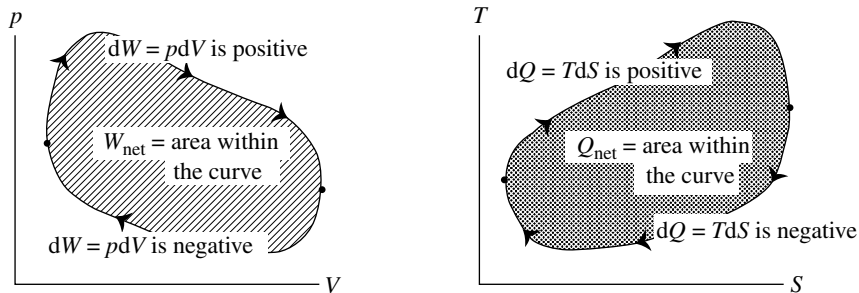 p
dW = pdV is positive
W_net = area within
the curve
dW = pdV is negative
V
T
dQ = TdS is positive
Q_net = area within
the curve
dQ = TdS is negative
S